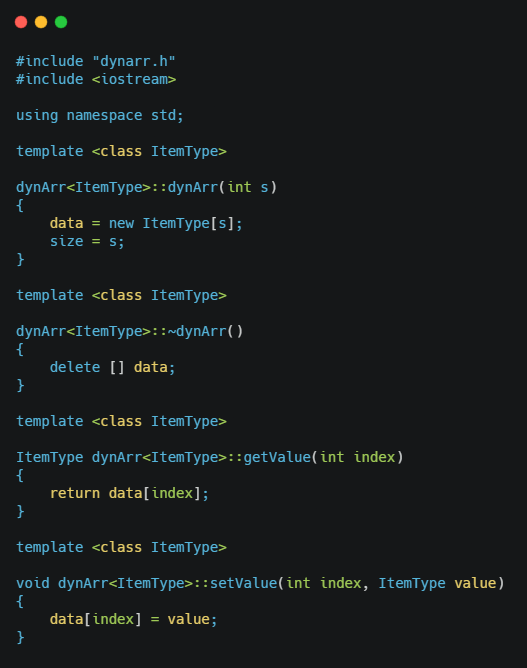 #include "dynarr.h"
#include <iostream>
using namespace std;
template <class ItemType>
dynArr<ItemType>::dynArr(int s)
{
    data = new ItemType[s];
    size = s;
}
template <class ItemType>
dynArr<ItemType>::~dynArr()
{
    delete [] data;
}
template <class ItemType>
ItemType dynArr<ItemType>::getValue(int index)
{
    return data[index];
}
template <class ItemType>
void dynArr<ItemType>::setValue(int index, ItemType value)
{
    data[index] = value;
}